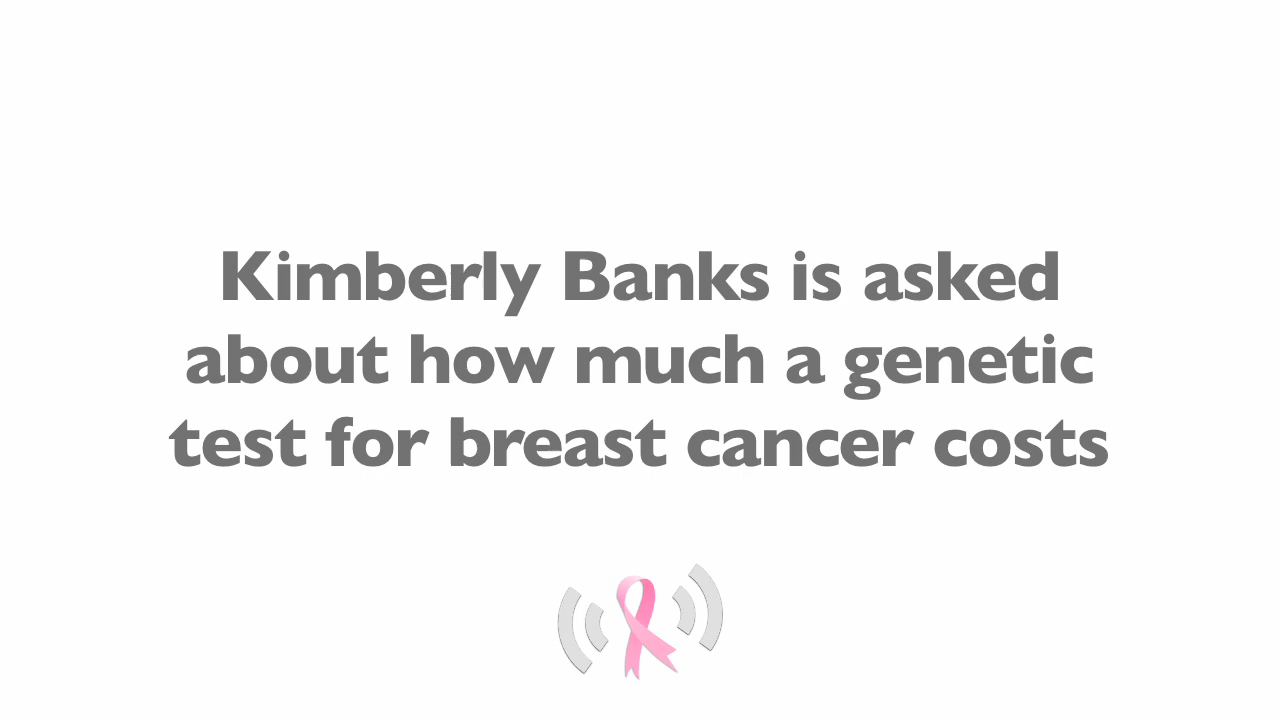 Kimberly Banks is asked
about how much a genetic
test for breast cancer costs